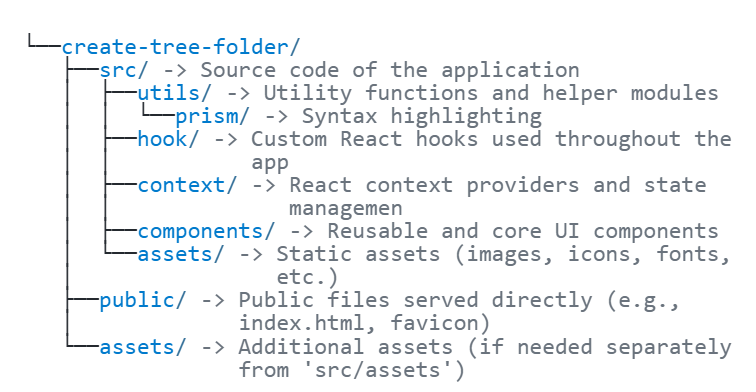 └──create-tree-folder/
├──src/ -> Source code of the application
│  ├──utils/ -> Utility functions and helper modules
│  │  └──prism/ -> Syntax highlighting
│  ├──hook/ -> Custom React hooks used throughout the
│  │           app
│  ├──context/ -> React context providers and state
│  │              managemen
│  ├──components/ -> Reusable and core UI components
│  └──assets/ -> Static assets (images, icons, fonts,
│                etc.)
├──public/ -> Public files served directly (e.g.,
│             index.html, favicon)
└──assets/ -> Additional assets (if needed separately
              from 'src/assets')